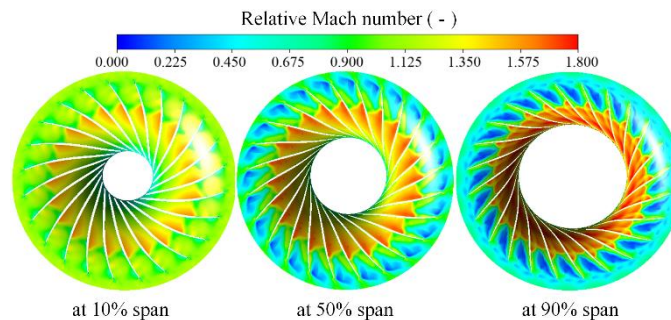 Relative Mach number ( - )
0.000 0.225 0.450 0.675 0.900 1.125 1.350 1.575 1.800
at 10% span at 50% span at 90% span